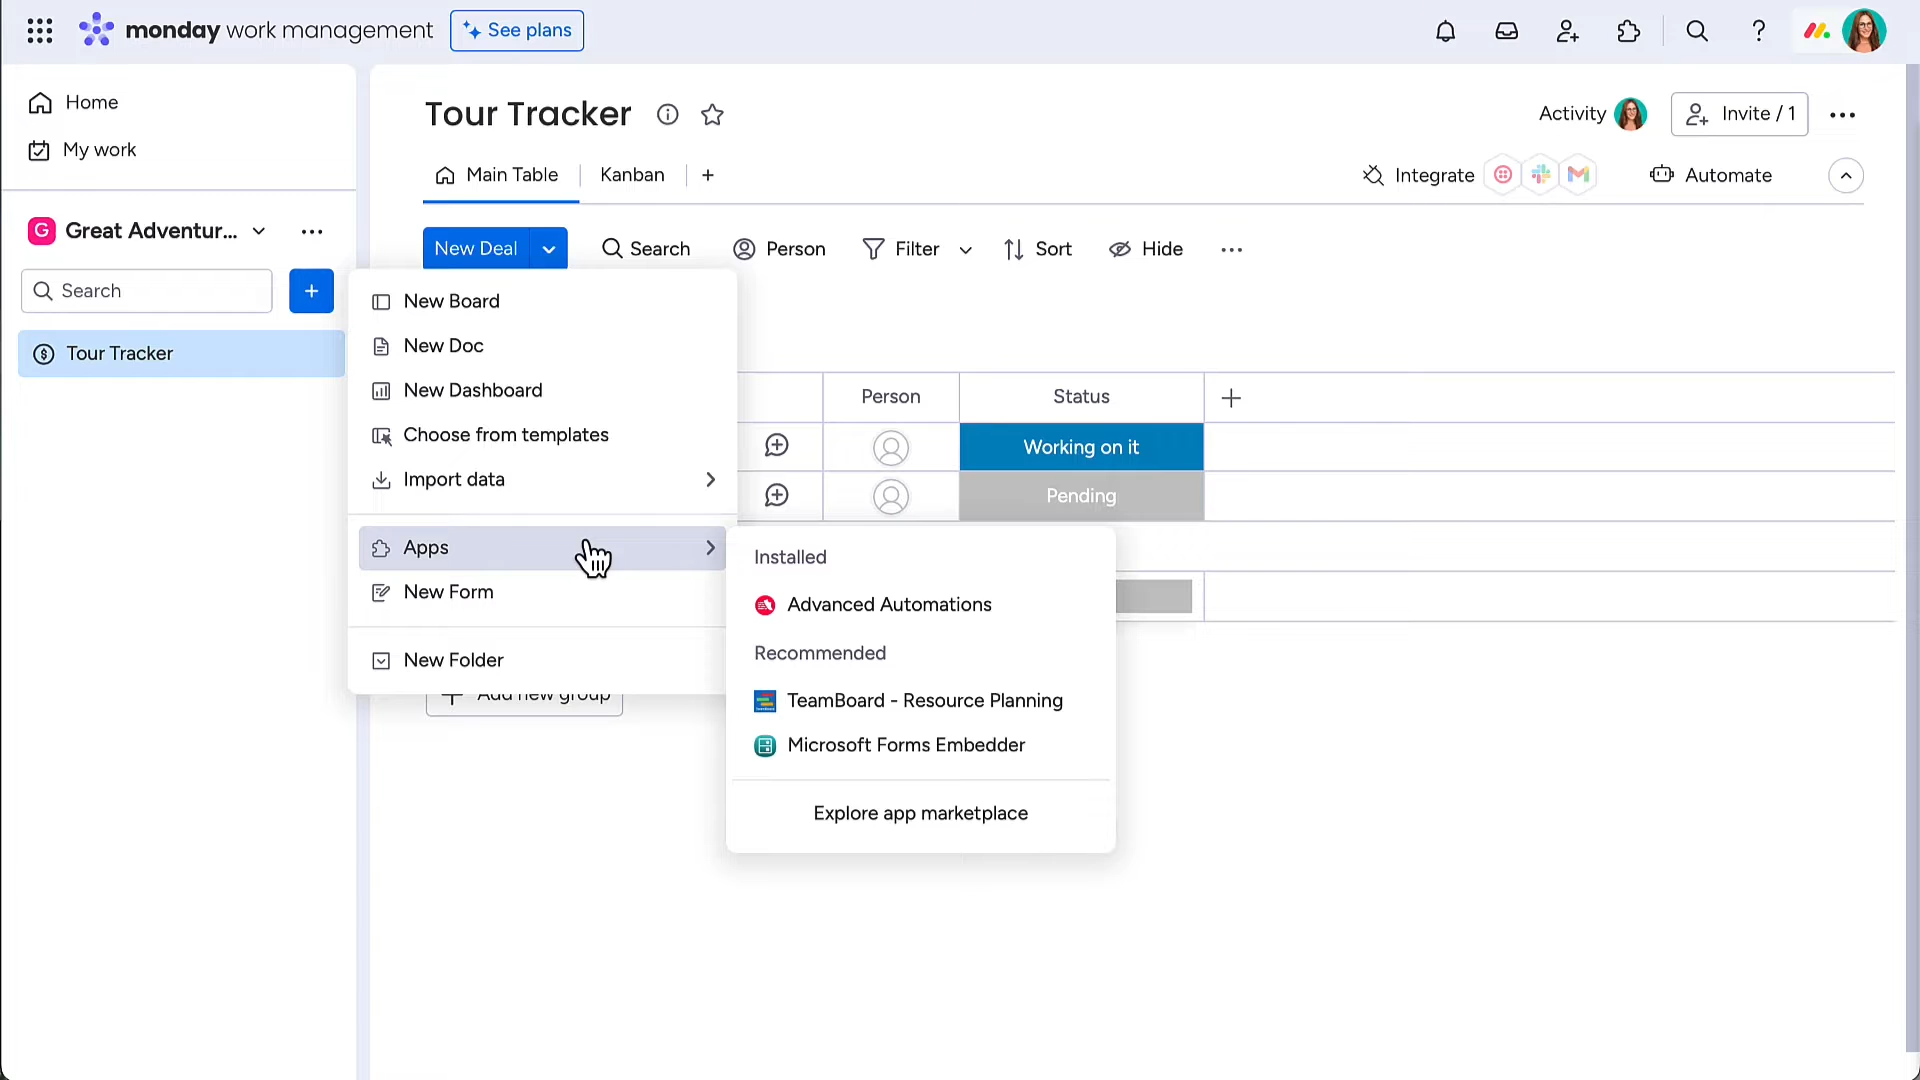 monday work management
See plans
Home
My work
Great Adventur...
Search
Tour Tracker
Tour Tracker
Activity
Invite / 1
Main Table
Kanban
Integrate
Automate
New Deal
Search
Person
Filter
Sort
Hide
New Board
New Doc
New Dashboard
Choose from templates
Import data
Apps
New Form
New Folder
Add new group
Person
Status
Working on it
Pending
Installed
Advanced Automations
Recommended
TeamBoard - Resource Planning
Microsoft Forms Embedder
Explore app marketplace
G